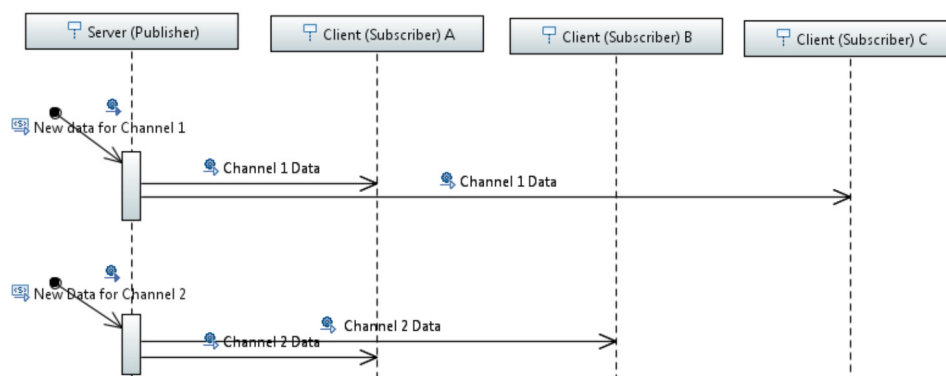 Server (Publisher)
Client (Subscriber) A
Client (Subscriber) B
Client (Subscriber) C
New data for Channel 1
Channel 1 Data
Channel 1 Data
New Data for Channel 2
Channel 2 Data
Channel 2 Data